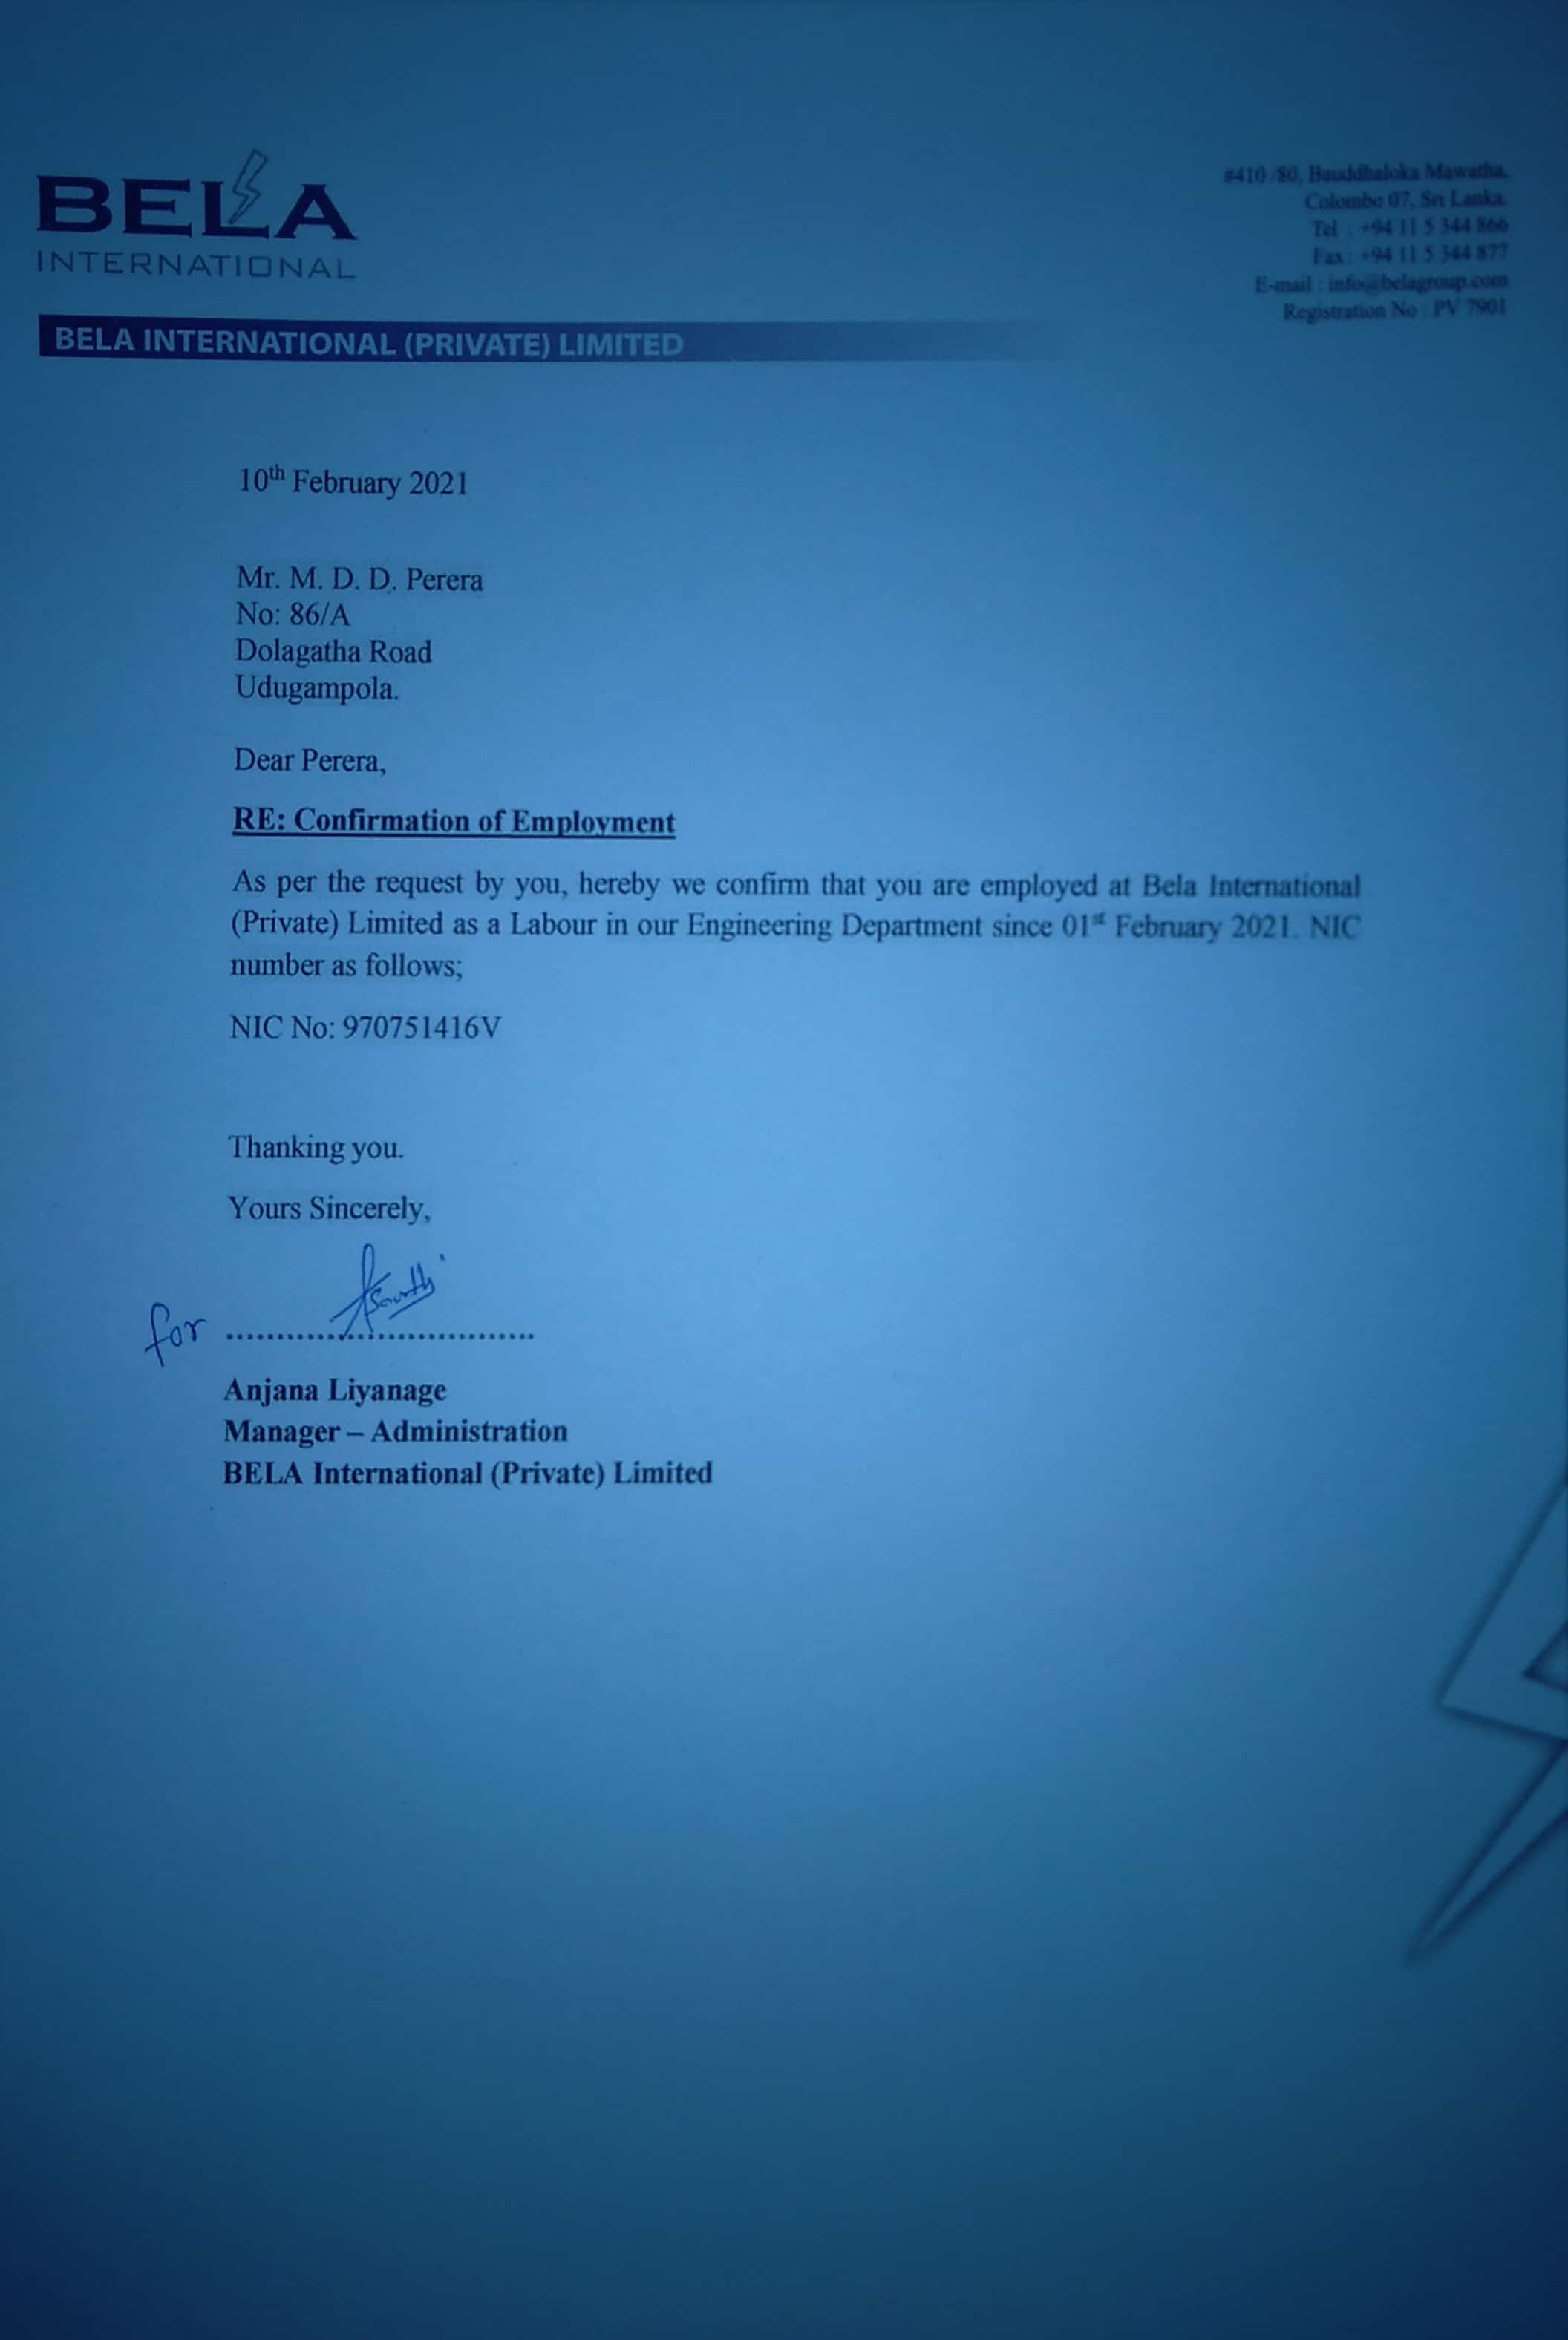 BELA
INTERNATIONAL
#410/80, Bauddhaloka Mawatha,
Colombo 07, Sri Lanka.
Tel : +94 11 5 344 866
Fax : +94 11 5 344 877
E-mail : info@belagroup.com
Registration No : PV 7901
BELA INTERNATIONAL (PRIVATE) LIMITED
10th February 2021
Mr. M. D. D. Perera
No: 86/A
Dolagatha Road
Udugampola.
Dear Perera,
RE: Confirmation of Employment
As per the request by you, hereby we confirm that you are employed at Bela International
(Private) Limited as a Labour in our Engineering Department since 01st February 2021. NIC
number as follows;
NIC No: 970751416V
Thanking you.
Yours Sincerely,
for ...............................
Anjana Liyanage
Manager – Administration
BELA International (Private) Limited